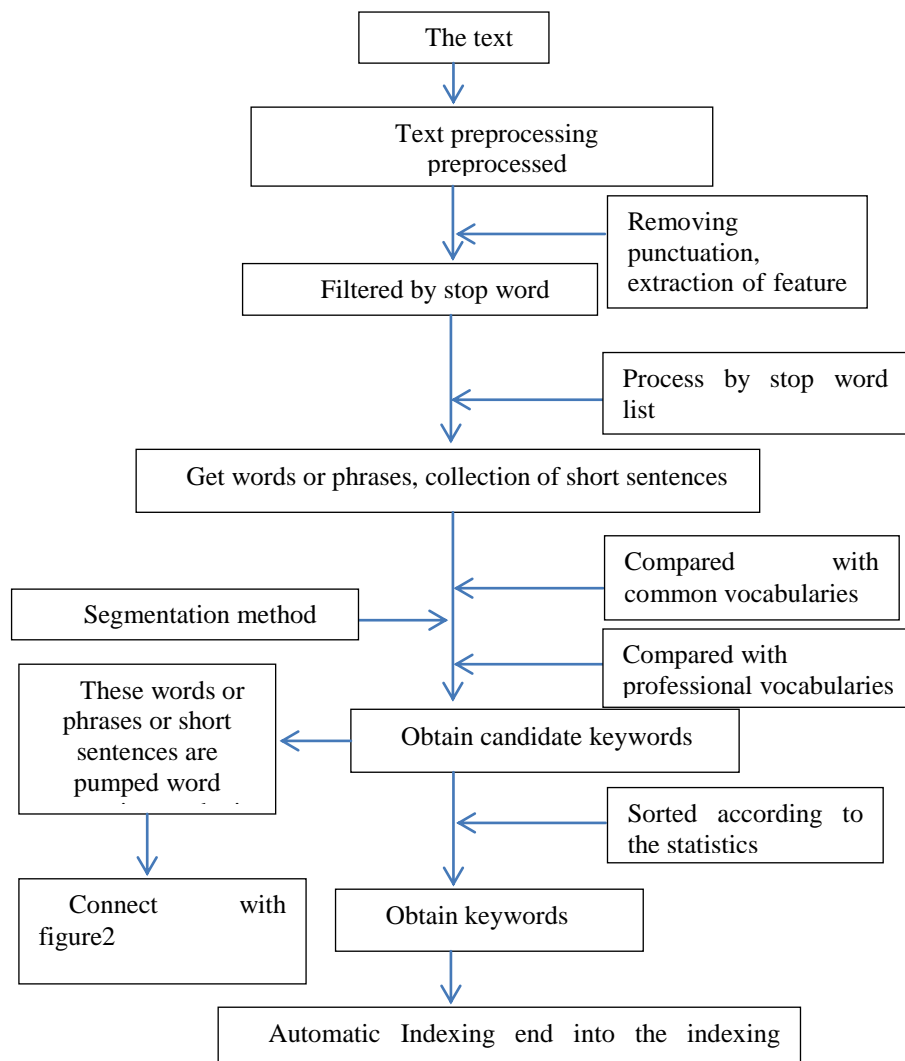 The text
Text preprocessing
preprocessed
Removing
punctuation,
extraction of feature
Filtered by stop word
Process by stop word
list
Get words or phrases, collection of short sentences
Compared with
common vocabularies
Segmentation method
Compared with
professional vocabularies
These words or
phrases or short
sentences are
pumped word
Obtain candidate keywords
Sorted according to
the statistics
Connect with
figure2
Obtain keywords
Automatic Indexing end into the indexing